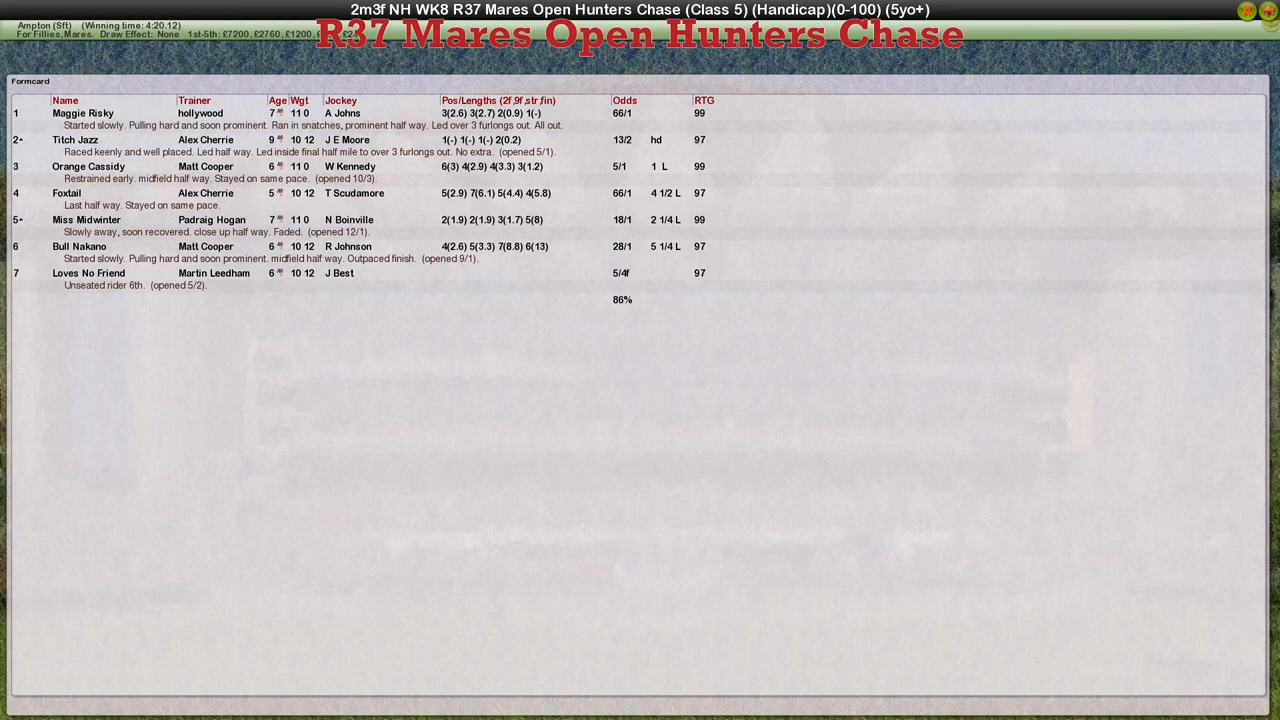 2m3f NH WK8 R37 Mares Open Hunters Chase (Class 5) (Handicap)(0-100) (5yo+)
Ampton (Sft) (Winning time: 4:20.12)
For Fillies,Mares. Draw Effect: None 1st-5th: £7200, £2760, £1200,
R37 Mares Open Hunters Chase
Formcard
Name Trainer Age Wgt Jockey Pos/Lengths (2f,9f,str,fin) Odds RTG
1 Maggie Risky hollywood 7 11 0 A Johns 3(2.6) 3(2.7) 2(0.9) 1(-) 66/1 99
Started slowly. Pulling hard and soon prominent. Ran in snatches, prominent half way. Led over 3 furlongs out. All out.
2 Titch Jazz Alex Cherrie 9 10 12 J E Moore 1(-) 1(-) 1(-) 2(0.2) 13/2 hd 97
Raced keenly and well placed. Led half way. Led inside final half mile to over 3 furlongs out. No extra. (opened 5/1).
3 Orange Cassidy Matt Cooper 6 11 0 W Kennedy 6(3) 4(2.9) 4(3.3) 3(1.2) 5/1 1 L 99
Restrained early. midfield half way. Stayed on same pace. (opened 10/3).
4 Foxtail Alex Cherrie 5 10 12 T Scudamore 5(2.9) 7(6.1) 5(4.4) 4(5.8) 66/1 4 1/2 L 97
Last half way. Stayed on same pace.
5 Miss Midwinter Padraig Hogan 7 11 0 N Boinville 2(1.9) 2(1.9) 3(1.7) 5(8) 18/1 2 1/4 L 99
Slowly away, soon recovered. close up half way. Faded. (opened 12/1).
6 Bull Nakano Matt Cooper 6 10 12 R Johnson 4(2.6) 5(3.3) 7(8.8) 6(13) 28/1 5 1/4 L 97
Started slowly. Pulling hard and soon prominent. midfield half way. Outpaced finish. (opened 9/1).
7 Loves No Friend Martin Leedham 6 10 12 J Best 5/4f 97
Unseated rider 6th. (opened 5/2).
86%